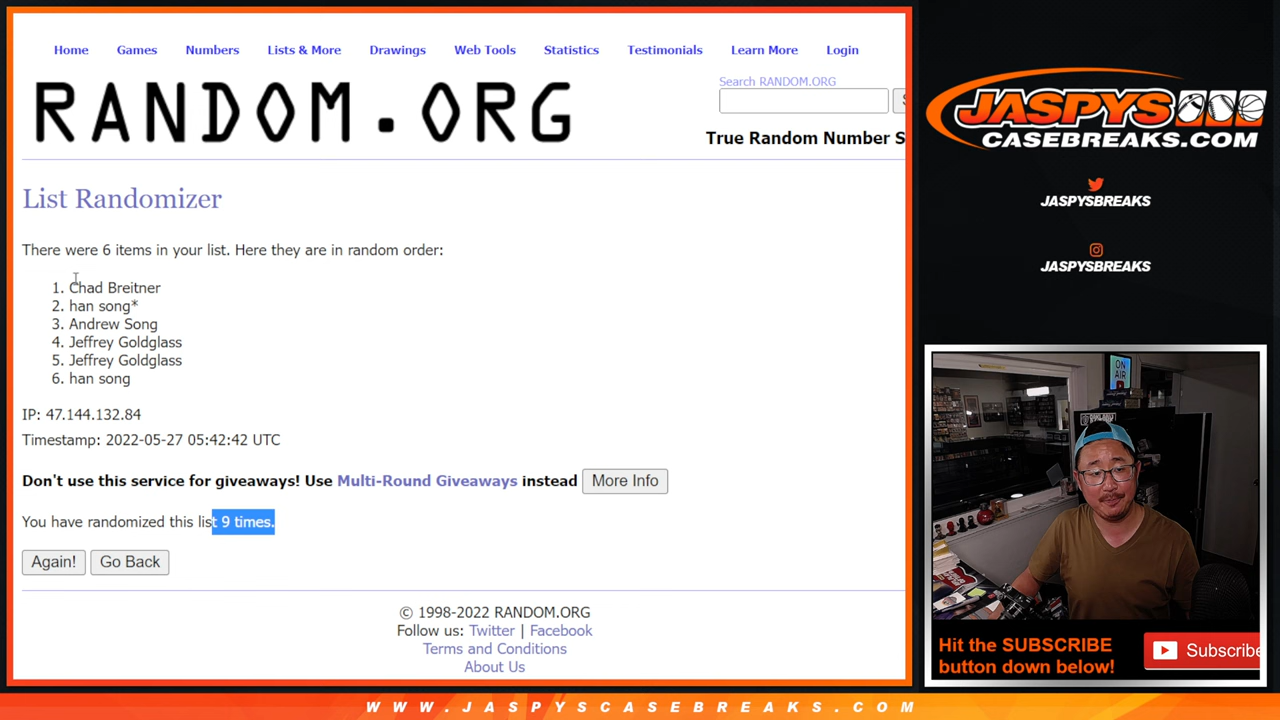 Home Games Numbers Lists & More Drawings Web Tools Statistics Testimonials Learn More Login
RANDOM.ORG
Search RANDOM.ORG
S
True Random Number S
List Randomizer
There were 6 items in your list. Here they are in random order:
1. Chad Breitner
2. han song*
3. Andrew Song
4. Jeffrey Goldglass
5. Jeffrey Goldglass
6. han song
IP: 47.144.132.84
Timestamp: 2022-05-27 05:42:42 UTC
Don't use this service for giveaways! Use Multi-Round Giveaways instead More Info
You have randomized this list 9 times.
Again! Go Back
© 1998-2022 RANDOM.ORG
Follow us: Twitter | Facebook
Terms and Conditions
About Us
JASPYS
CASEBREAKS.COM
JASPYSBREAKS
JASPYSBREAKS
ON
AIR
Hit the SUBSCRIBE
button down below!
Subscribe
WWW.JASPYSCASEBREAKS.COM